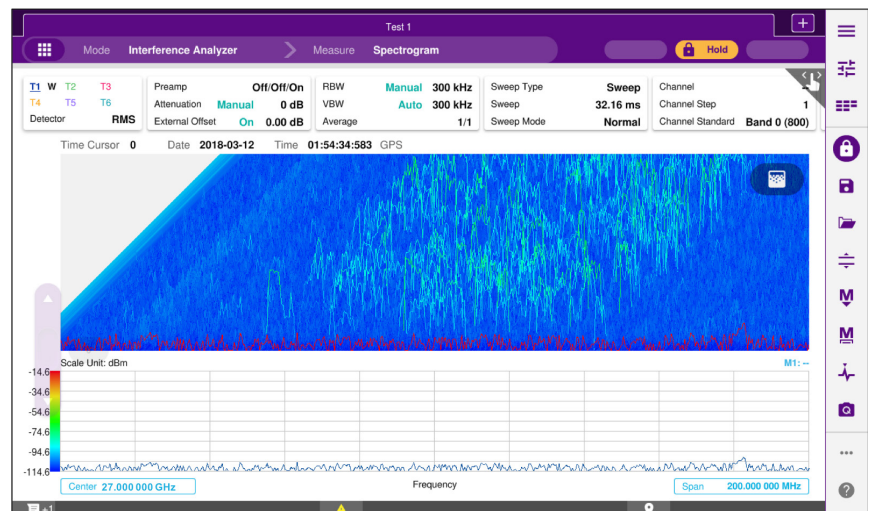 Test 1
Mode Interference Analyzer Measure Spectrogram Hold
T1 W T2 T3
T4 T5 T6
Detector RMS
Preamp Off/Off/On
Attenuation Manual 0 dB
External Offset On 0.00 dB
RBW Manual 300 kHz
VBW Auto 300 kHz
Average 1/1
Sweep Type Sweep
Sweep 32.16 ms
Sweep Mode Normal
Channel
Channel Step 1
Channel Standard Band 0 (800)
Time Cursor 0 Date 2018-03-12 Time 01:54:34:583 GPS
Scale Unit: dBm M1: --
-14.6
-34.6
-54.6
-74.6
-94.6
-114.6
Center 27.000 000 GHz Frequency Span 200.000 000 MHz
+1